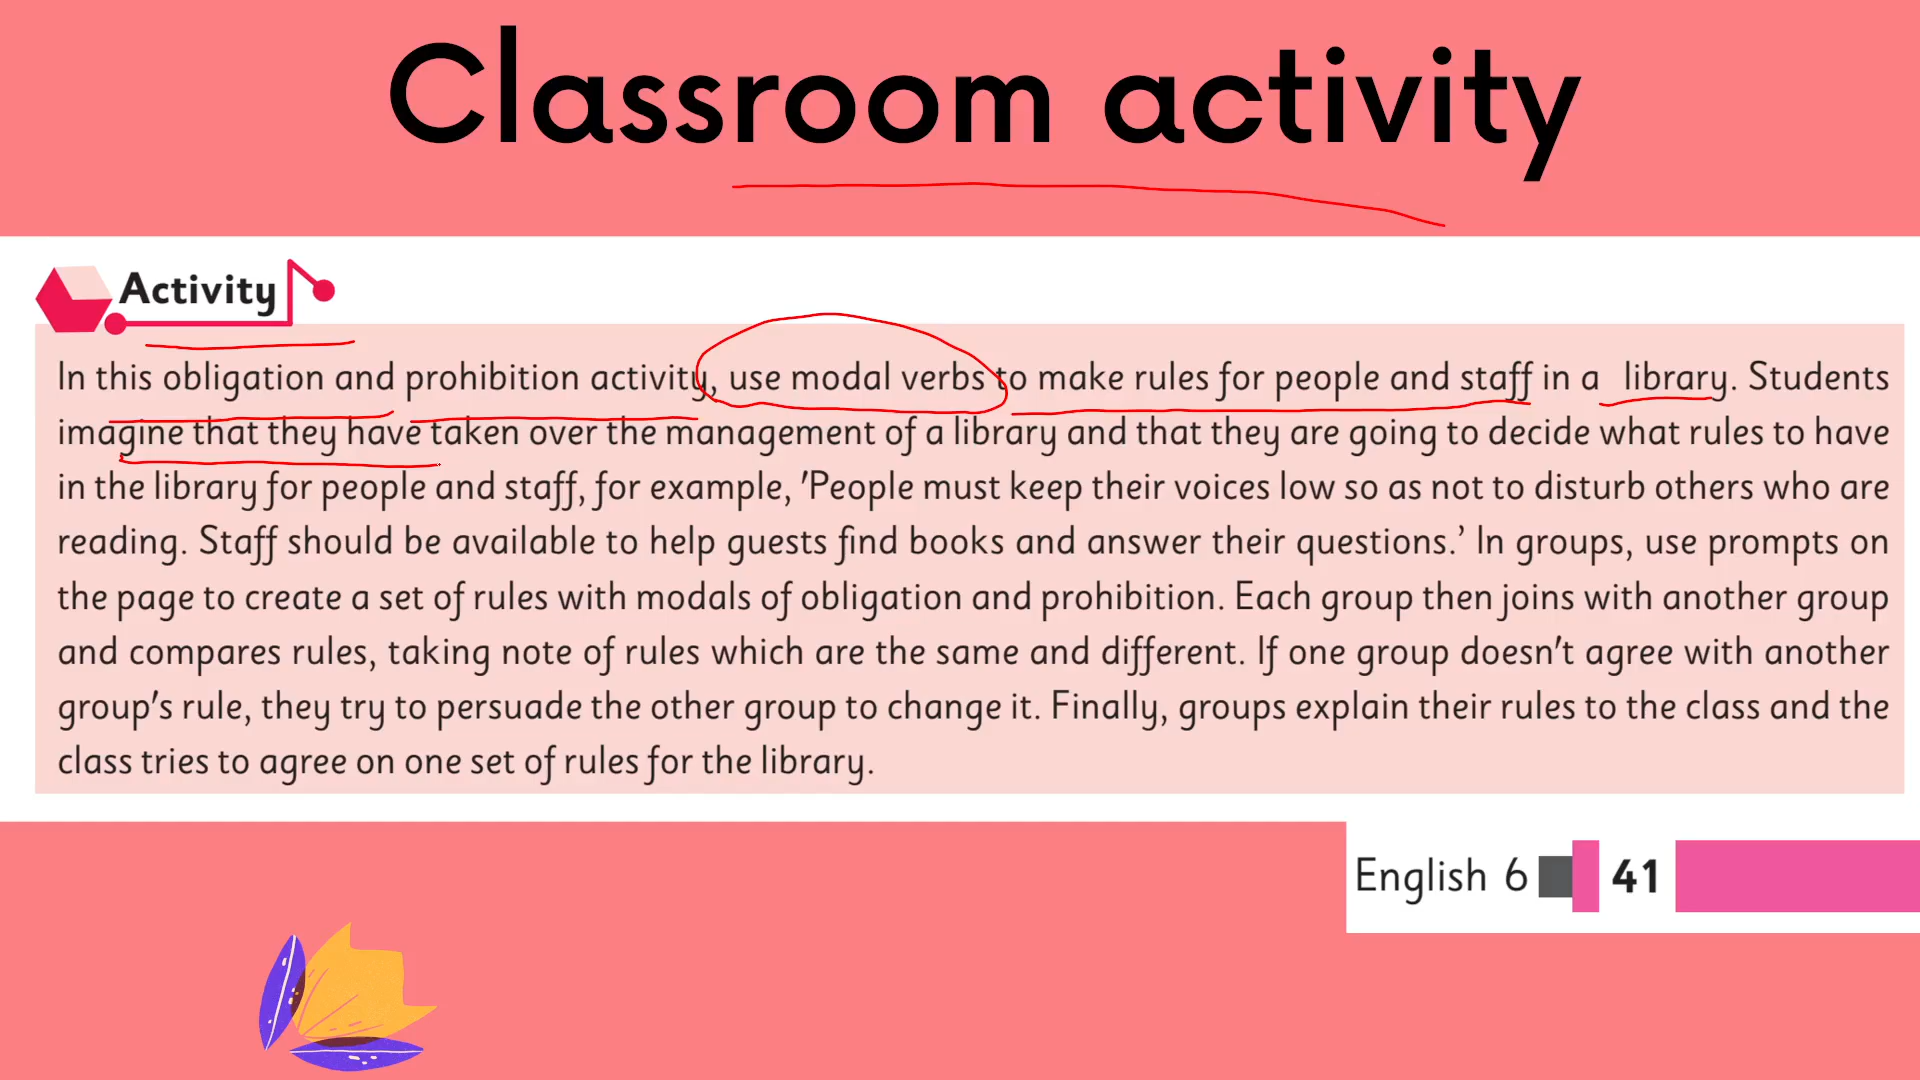 Classroom activity
Activity
In this obligation and prohibition activity, use modal verbs to make rules for people and staff in a library. Students
imagine that they have taken over the management of a library and that they are going to decide what rules to have
in the library for people and staff, for example, 'People must keep their voices low so as not to disturb others who are
reading. Staff should be available to help guests find books and answer their questions.' In groups, use prompts on
the page to create a set of rules with modals of obligation and prohibition. Each group then joins with another group
and compares rules, taking note of rules which are the same and different. If one group doesn't agree with another
group's rule, they try to persuade the other group to change it. Finally, groups explain their rules to the class and the
class tries to agree on one set of rules for the library.
English 6 41